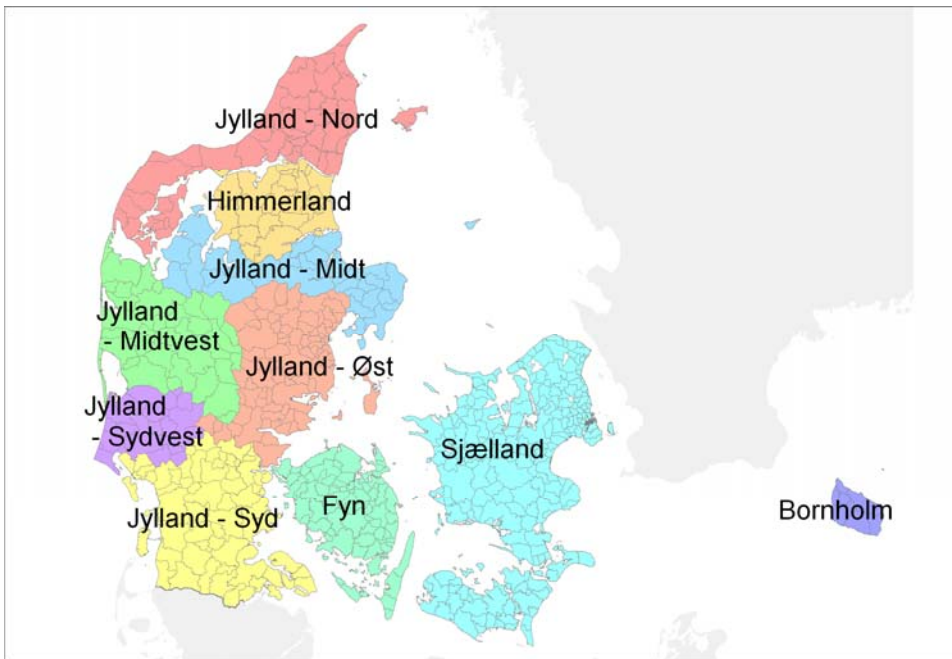 Jylland - Nord
Himmerland
Jylland - Midt
Jylland
- Midtvest
Jylland - Øst
Jylland
- Sydvest
Sjælland
Fyn
Bornholm
Jylland - Syd